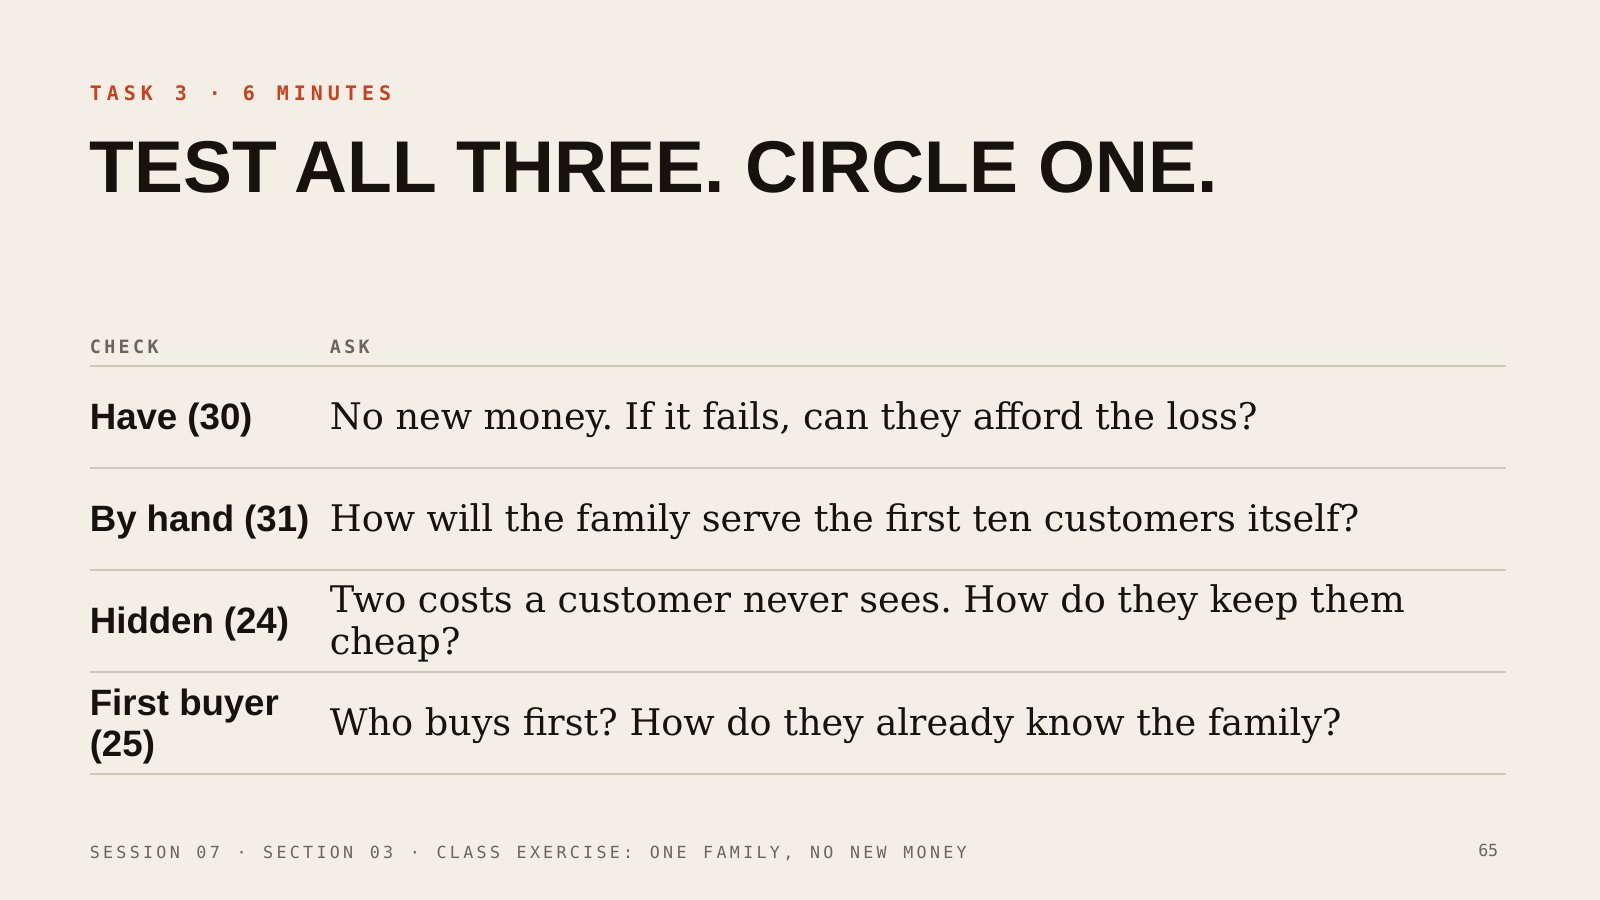 TASK 3 · 6 MINUTES
TEST ALL THREE. CIRCLE ONE.
CHECK ASK
Have (30) No new money. If it fails, can they afford the loss?
By hand (31) How will the family serve the first ten customers itself?
Hidden (24) Two costs a customer never sees. How do they keep them
cheap?
First buyer
(25) Who buys first? How do they already know the family?
SESSION 07 · SECTION 03 · CLASS EXERCISE: ONE FAMILY, NO NEW MONEY 65